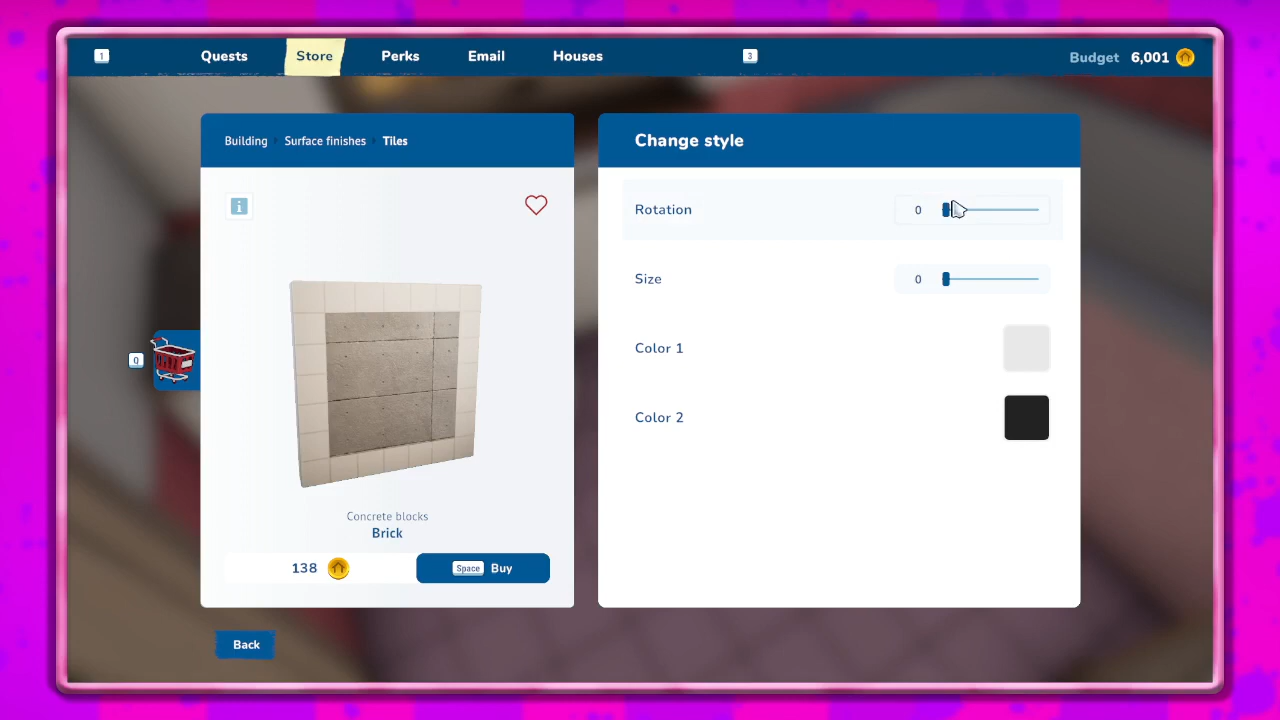 1
Quests
Store
Perks
Email
Houses
3
Budget 6,001
Building
Surface finishes
Tiles
i
Q
Concrete blocks
Brick
138
Space Buy
Back
Change style
Rotation
0
Size
0
Color 1
Color 2